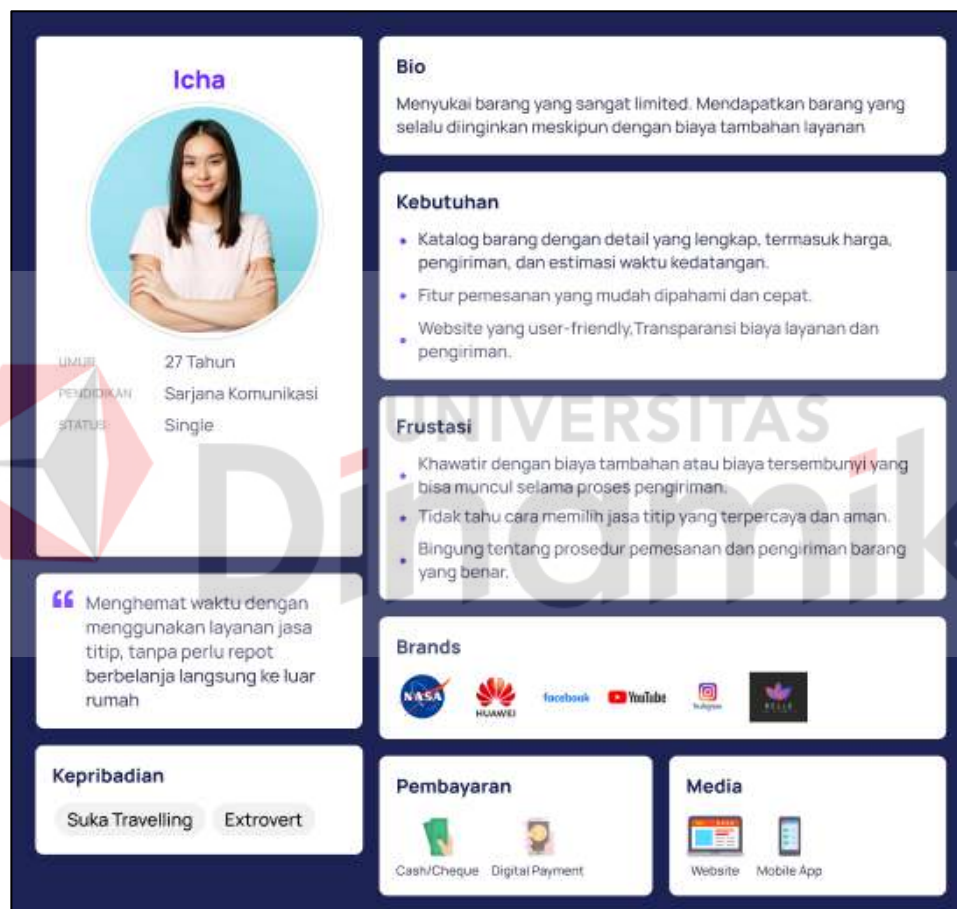 Icha
UMUR 27 Tahun
PENDIDIKAN Sarjana Komunikasi
STATUS Single
Menghemat waktu dengan
menggunakan layanan jasa
titip, tanpa perlu repot
berbelanja langsung ke luar
rumah
Kepribadian
Suka Travelling Extrovert
Bio
Menyukai barang yang sangat limited. Mendapatkan barang yang
selalu diinginkan meskipun dengan biaya tambahan layanan
Kebutuhan
Katalog barang dengan detail yang lengkap, termasuk harga,
pengiriman, dan estimasi waktu kedatangan.
Fitur pemesanan yang mudah dipahami dan cepat.
Website yang user-friendly,Transparansi biaya layanan dan
pengiriman.
Frustasi
Khawatir dengan biaya tambahan atau biaya tersembunyi yang
bisa muncul selama proses pengiriman.
Tidak tahu cara memilih jasa titip yang terpercaya dan aman.
Bingung tentang prosedur pemesanan dan pengiriman barang
yang benar.
Brands
NASA HUAWEI facebook YouTube Instagram
Pembayaran
Cash/Cheque Digital Payment
Media
Website Mobile App
UNIVERSITAS
Dinamik